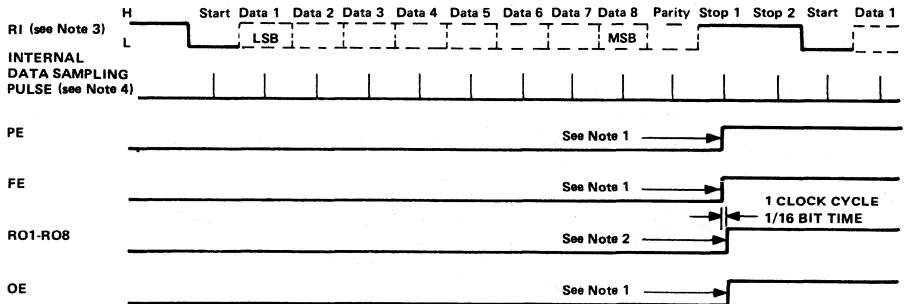 H Start Data 1 Data 2 Data 3 Data 4 Data 5 Data 6 Data 7 Data 8 Parity Stop 1 Stop 2 Start Data 1
RI (see Note 3)
L
LSB MSB
INTERNAL
DATA SAMPLING
PULSE (see Note 4)
PE See Note 1
FE See Note 1
1 CLOCK CYCLE
1/16 BIT TIME
RO1-RO8 See Note 2
OE See Note 1